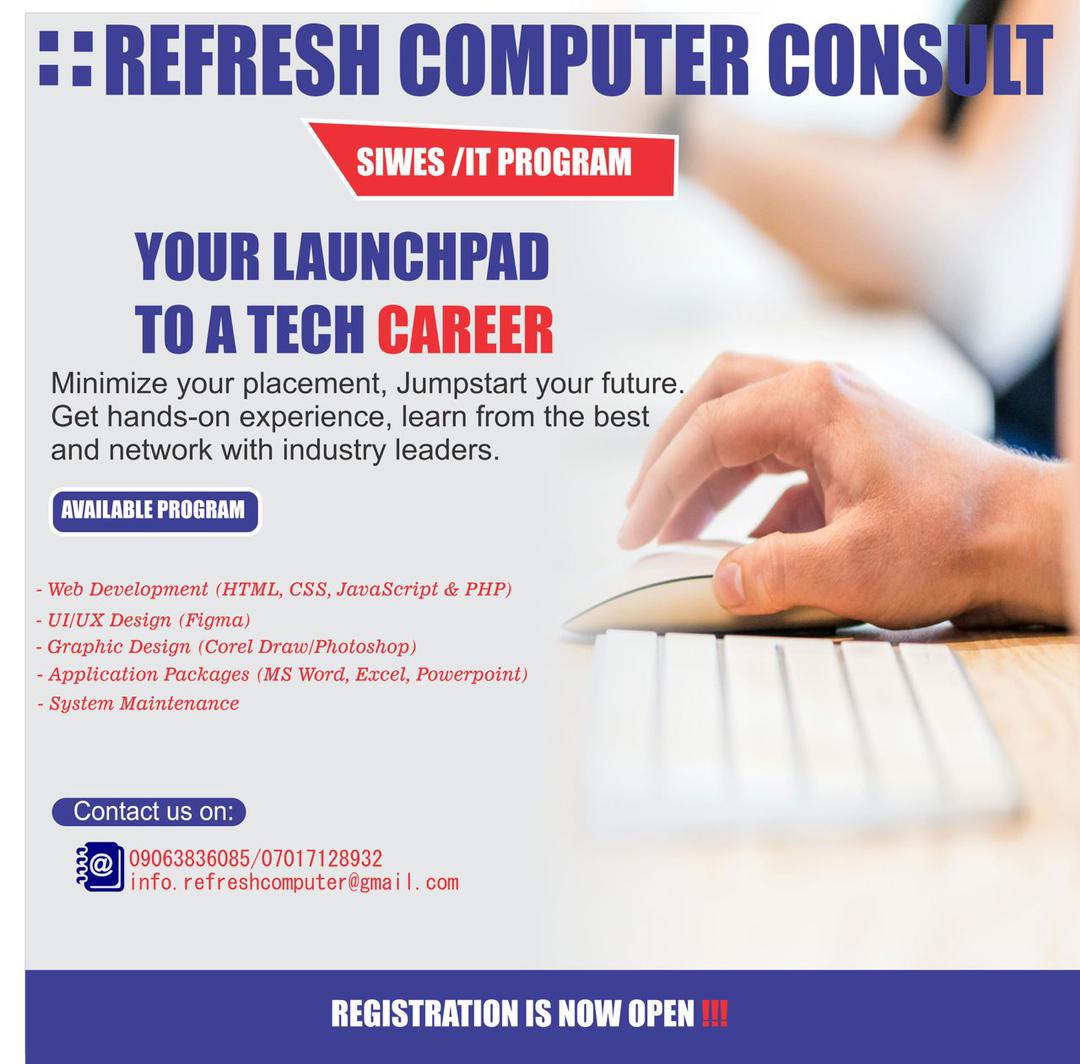 REFRESH COMPUTER CONSULT
SIWES /IT PROGRAM
YOUR LAUNCHPAD
TO A TECH CAREER
Minimize your placement, Jumpstart your future.
Get hands-on experience, learn from the best
and network with industry leaders.
AVAILABLE PROGRAM
- Web Development (HTML, CSS, JavaScript & PHP)
- UI/UX Design (Figma)
- Graphic Design (Corel Draw/Photoshop)
- Application Packages (MS Word, Excel, Powerpoint)
- System Maintenance
Contact us on:
@
09063836085/07017128932
info.refreshcomputer@gmail.com
REGISTRATION IS NOW OPEN !!!